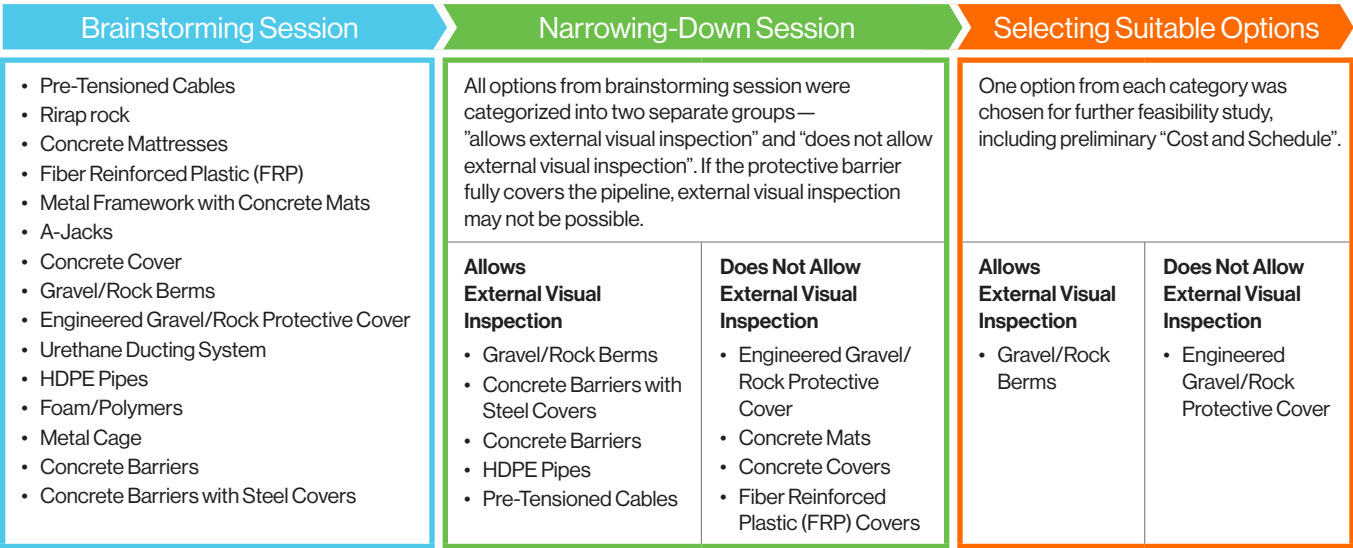 Brainstorming Session
Narrowing-Down Session
Selecting Suitable Options
• Pre-Tensioned Cables
• Rirap rock
• Concrete Mattresses
• Fiber Reinforced Plastic (FRP)
• Metal Framework with Concrete Mats
• A-Jacks
• Concrete Cover
• Gravel/Rock Berms
• Engineered Gravel/Rock Protective Cover
• Urethane Ducting System
• HDPE Pipes
• Foam/Polymers
• Metal Cage
• Concrete Barriers
• Concrete Barriers with Steel Covers
All options from brainstorming session were
categorized into two separate groups—
”allows external visual inspection” and “does not allow
external visual inspection”. If the protective barrier
fully covers the pipeline, external visual inspection
may not be possible.
Allows
External Visual
Inspection
• Gravel/Rock Berms
• Concrete Barriers with
Steel Covers
• Concrete Barriers
• HDPE Pipes
• Pre-Tensioned Cables
Does Not Allow
External Visual
Inspection
• Engineered Gravel/
Rock Protective
Cover
• Concrete Mats
• Concrete Covers
• Fiber Reinforced
Plastic (FRP) Covers
One option from each category was
chosen for further feasibility study,
including preliminary “Cost and Schedule”.
Allows
External Visual
Inspection
• Gravel/Rock
Berms
Does Not Allow
External Visual
Inspection
• Engineered
Gravel/Rock
Protective Cover